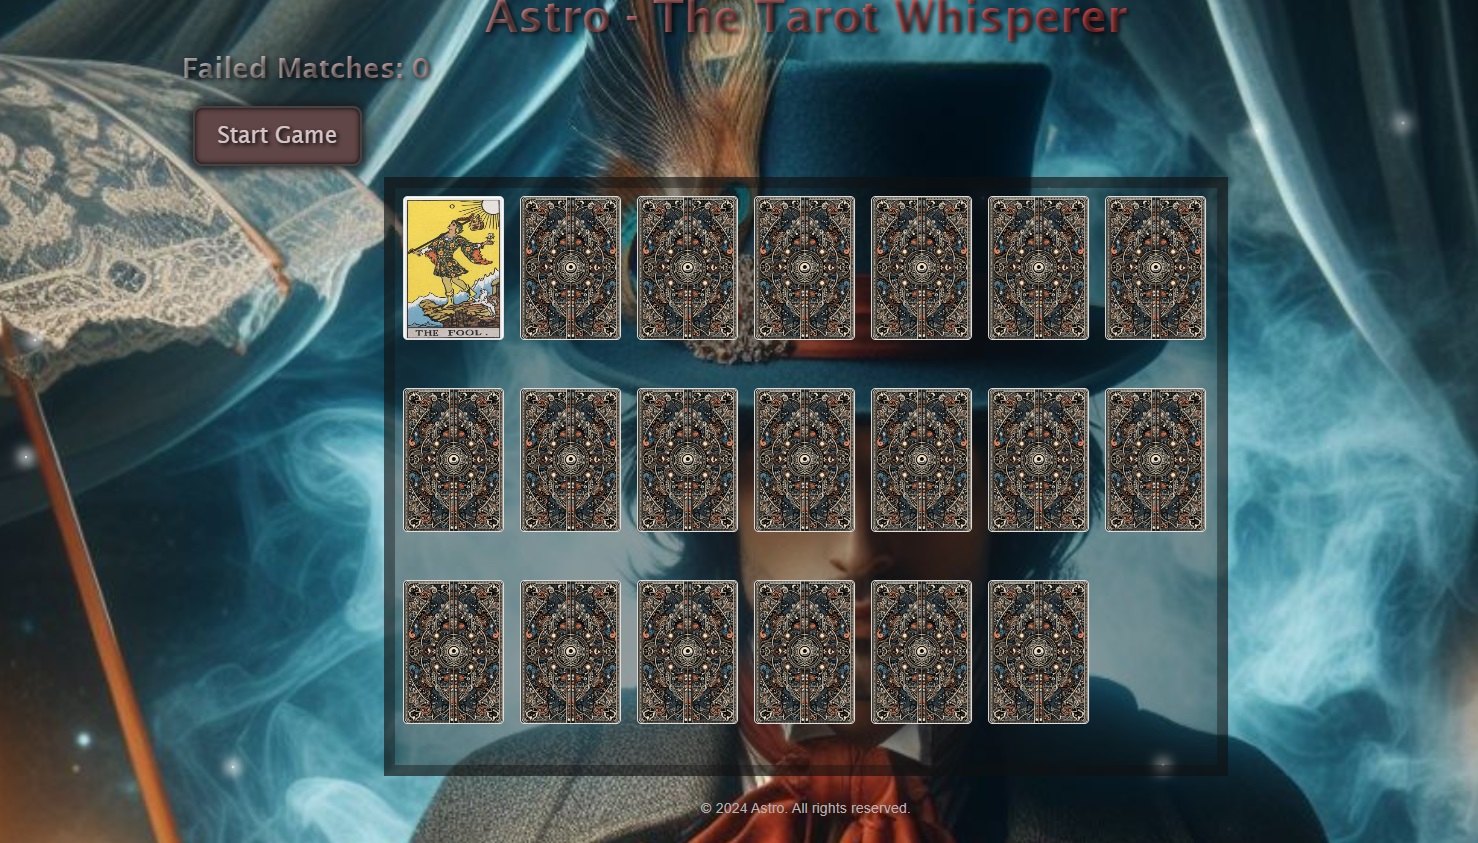 Astro - The Tarot Whisperer
Failed Matches: 0
Start Game
THE FOOL.
© 2024 Astro. All rights reserved.